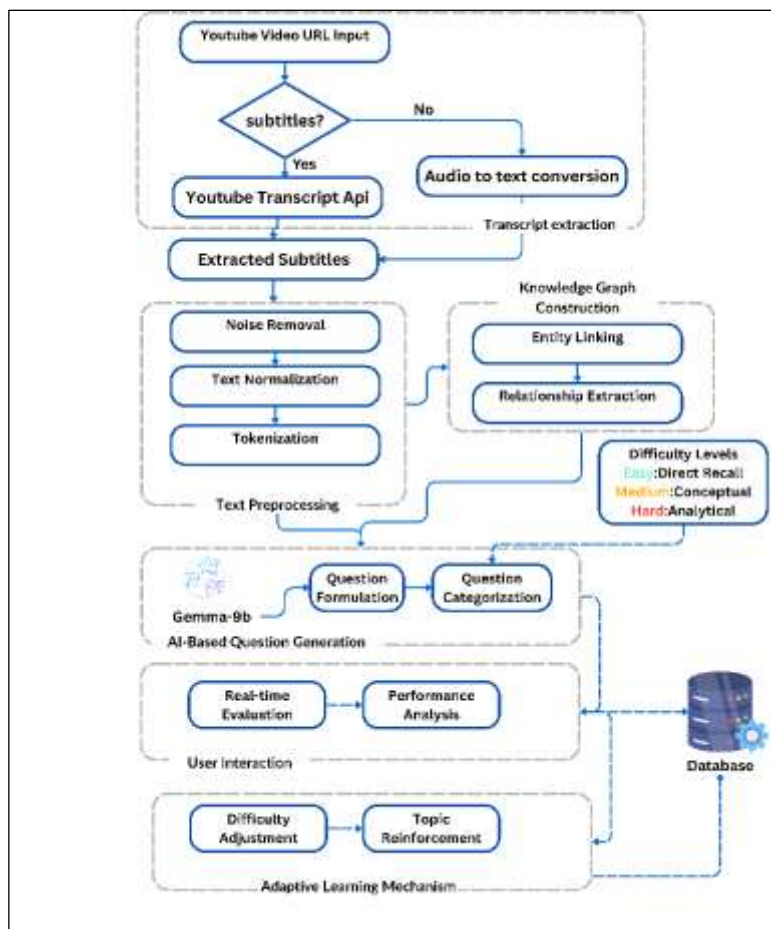 Youtube Video URL Input
subtitles?
No
Yes
Youtube Transcript Api
Audio to text conversion
Transcript extraction
Extracted Subtitles
Noise Removal
Text Normalization
Tokenization
Text Preprocessing
Knowledge Graph
Construction
Entity Linking
Relationship Extraction
Difficulty Levels
Easy:Direct Recall
Medium:Conceptual
Hard:Analytical
Gemma-9b
Question
Formulation
Question
Categorization
AI-Based Question Generation
Real-time
Evaluation
Performance
Analysis
User Interaction
Database
Difficulty
Adjustment
Topic
Reinforcement
Adaptive Learning Mechanism